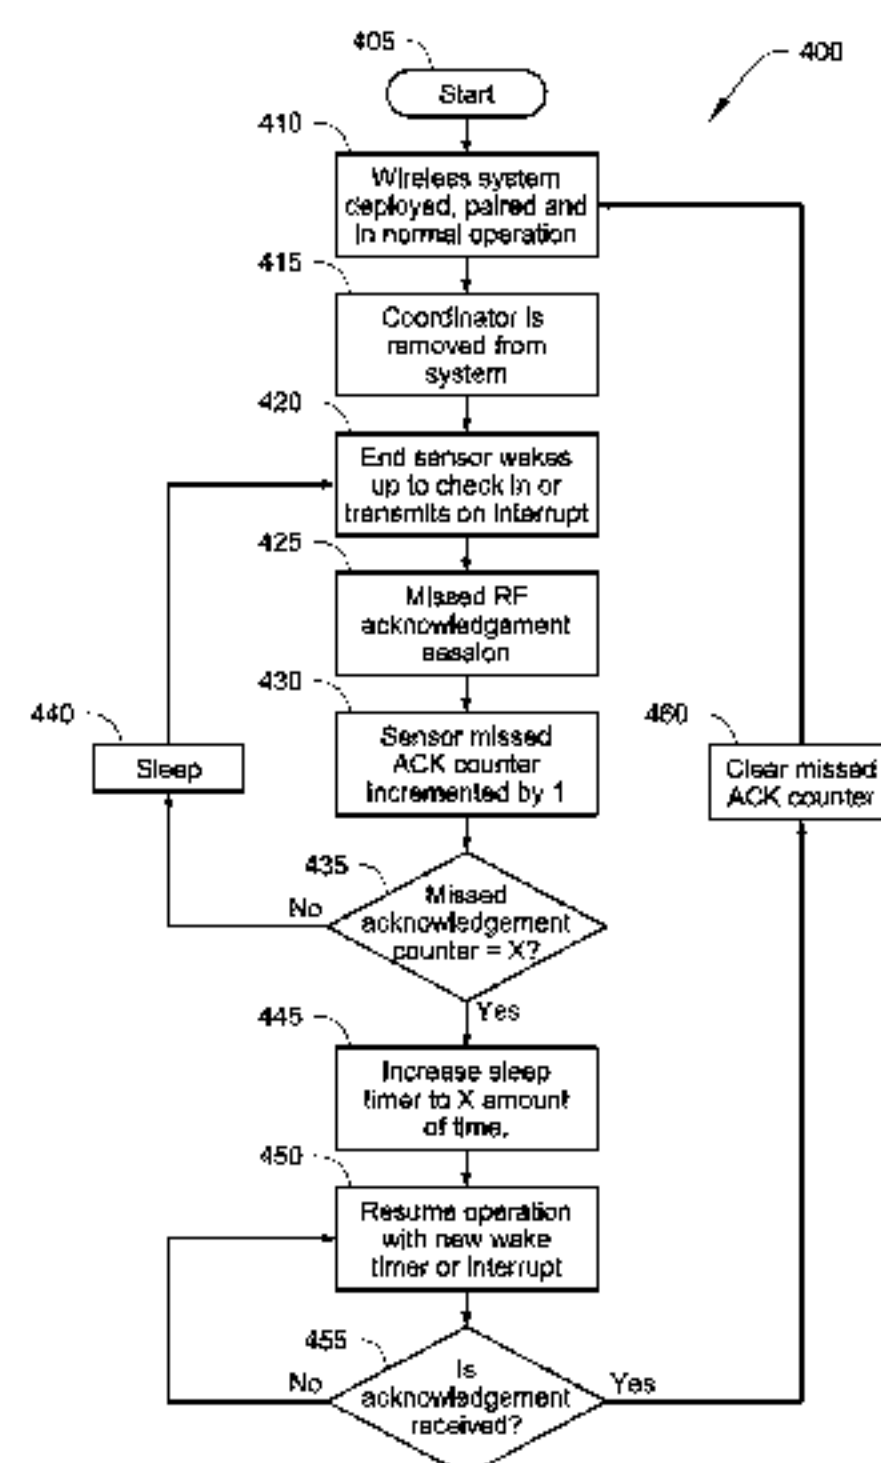 405
Start
400
410
Wireless system
deployed, paired and
in normal operation
415
Coordinator is
removed from
system
420
End sensor wakes
up to check in or
transmits on interrupt
425
Missed RF
acknowledgement
session
430
Sensor missed
ACK counter
incremented by 1
440
Sleep
460
Clear missed
ACK counter
435
Missed
acknowledgement
counter = X?
No
Yes
445
Increase sleep
timer to X amount
of time.
450
Resume operation
with new wake
timer or interrupt
455
Is
acknowledgement
received?
No
Yes